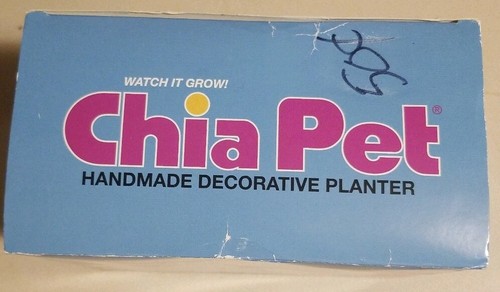 WATCH IT GROW!
Chia Pet®
HANDMADE DECORATIVE PLANTER